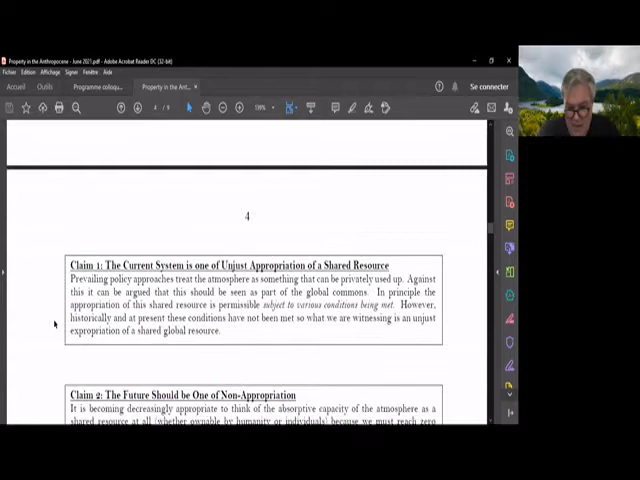 Property in the Anthropocene - June 2021.pdf - Adobe Acrobat Reader DC (32-bit)
Fichier Edition Affichage Signer Fenêtre Aide
Accueil Outils Programme colloqu... Property in the Ant... × Se connecter
4 / 9 139%
4
Claim 1: The Current System is one of Unjust Appropriation of a Shared Resource
Prevailing policy approaches treat the atmosphere as something that can be privately used up. Against
this it can be argued that this should be seen as part of the global commons. In principle the
appropriation of this shared resource is permissible subject to various conditions being met. However,
historically and at present these conditions have not been met so what we are witnessing is an unjust
expropriation of a shared global resource.
Claim 2: The Future Should be One of Non-Appropriation
It is becoming decreasingly appropriate to think of the absorptive capacity of the atmosphere as a
shared resource at all (whether ownable by humanity or individuals) because we must reach zero